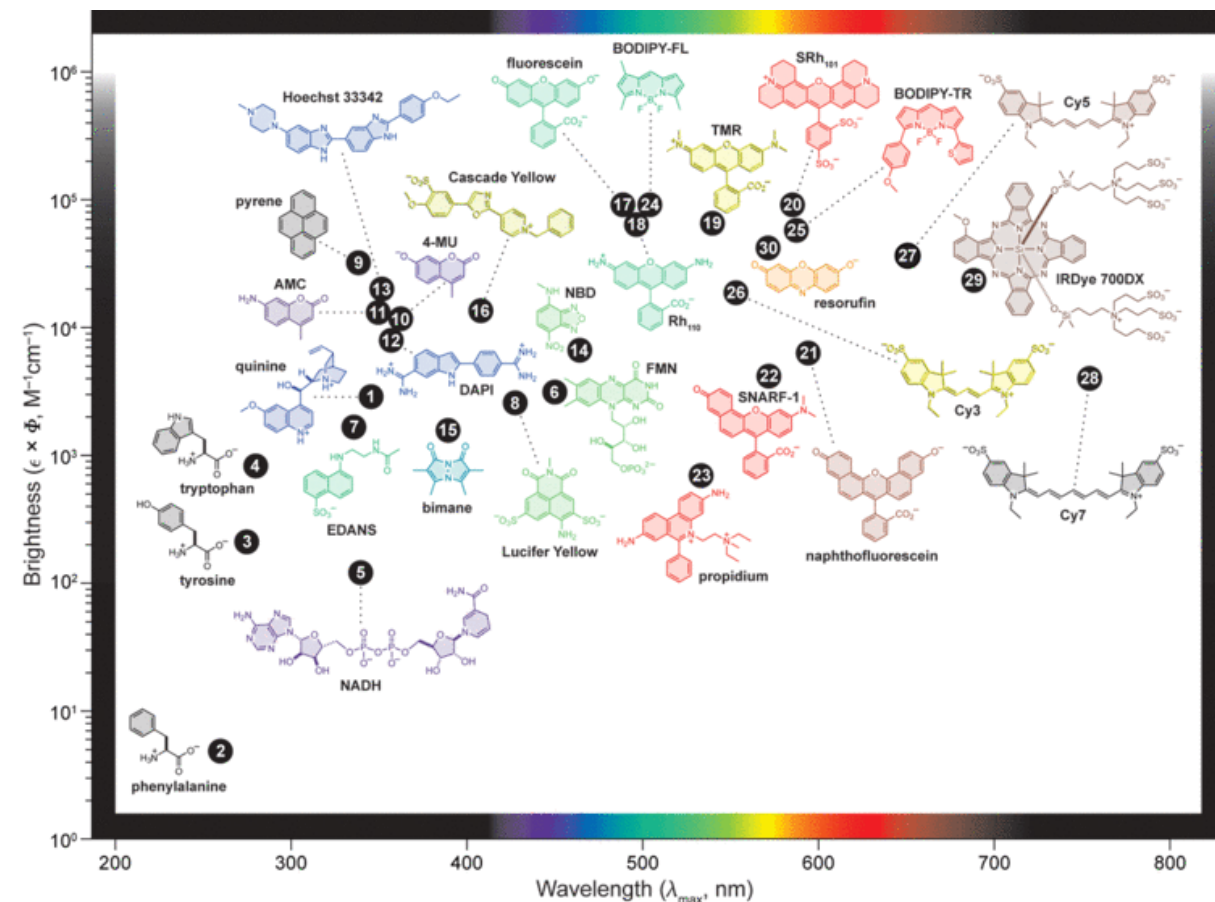 Brightness (ϵ × Φ, M⁻¹cm⁻¹)
10⁶
10⁵
10⁴
10³
10²
10¹
10⁰
Hoechst 33342
fluorescein
BODIPY-FL
SRh₁₀₁
BODIPY-TR
Cy5
TMR
Cascade Yellow
pyrene
4-MU
AMC
NBD
Rh₁₁₀
resorufin
IRDye 700DX
quinine
DAPI
FMN
SNARF-1
Cy3
tryptophan
EDANS
bimane
Lucifer Yellow
propidium
naphthofluorescein
Cy7
tyrosine
NADH
phenylalanine
17
24
18
19
20
25
30
27
29
9
13
11
10
12
16
26
14
21
28
1
8
6
22
7
15
4
23
3
5
2
200
300
400
500
600
700
800
Wavelength (λmax, nm)